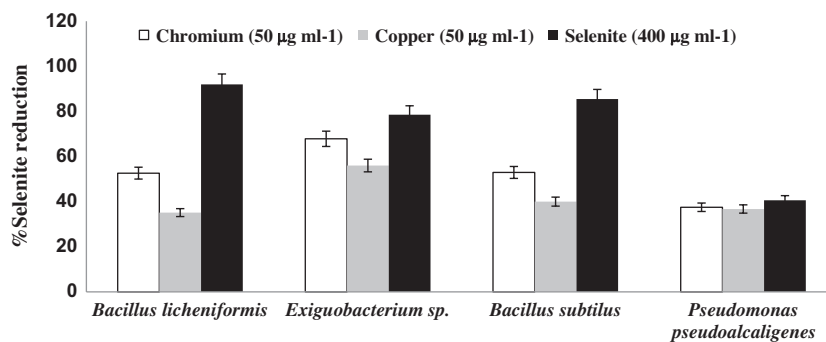 120
Chromium (50 µg ml-1) Copper (50 µg ml-1) Selenite (400 µg ml-1)
100
80
60
40
20
0
%Selenite reduction
Bacillus licheniformis Exiguobacterium sp. Bacillus subtilus Pseudomonas
pseudoalcaligenes